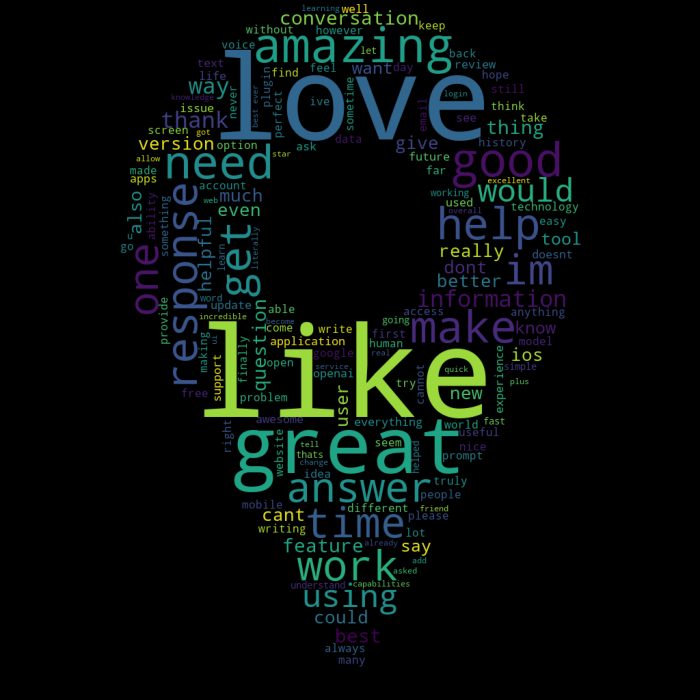 learning well
conversation
without however keep
amazing
voice let back
text feel want day review
love
way find plugin ive sometime hope
life never best ever perfect email login still
knowledge issue got think
thank data see take
screen option ask give thing
version need future history good
allow star far excellent
made apps account working would
web much used technology
also ability something even overall easy
go helpful get learn literally help tool
one response really doesnt
dont im
word better
provide update information anything
incredible question able access make know
making ui come become write going first model
finally application human ios
support open google real like cannot simple
free problem openai service try quick experience
user new plus
awesome everything world fast
right great useful
website tell seem nice
thats helped prompt
idea change truly
answer people
mobile different friend
cant time please
writing lot
feature already say
work add
asked
understand capabilities
using
could
best
always
many